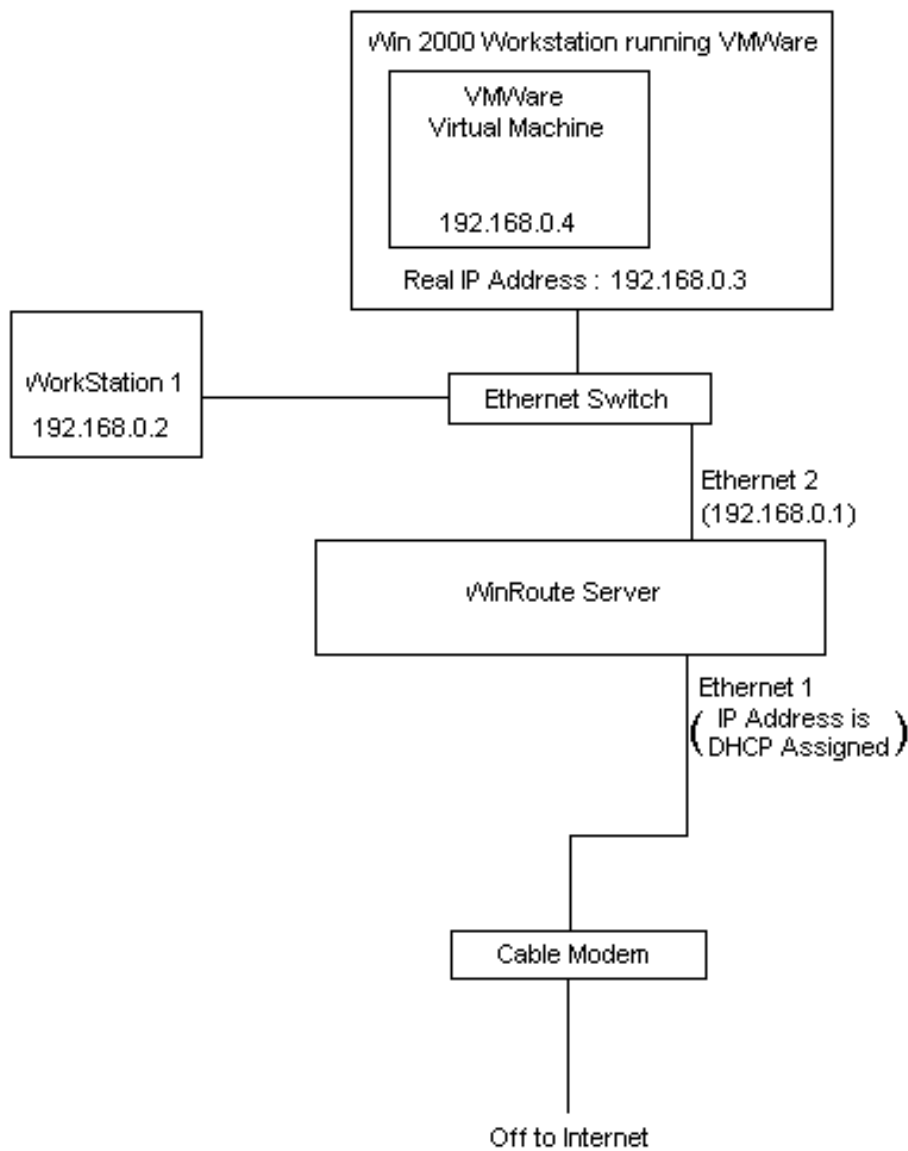 Win 2000 Workstation running VMWare
VMWare
Virtual Machine
192.168.0.4
Real IP Address : 192.168.0.3
WorkStation 1
192.168.0.2
Ethernet Switch
Ethernet 2
(192.168.0.1)
WinRoute Server
Ethernet 1
( IP Address is
DHCP Assigned )
Cable Modem
Off to Internet